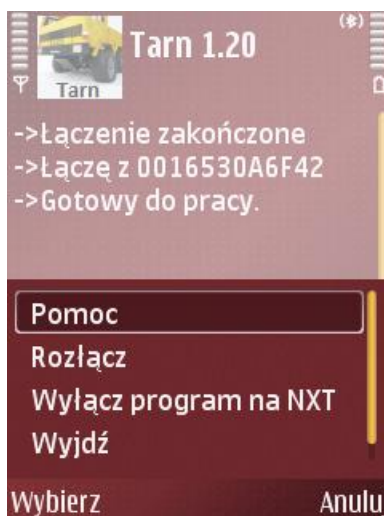 Tarn 1.20
Tarn
->Łączenie zakończone
->Łączę z 0016530A6F42
->Gotowy do pracy.
Pomoc
Rozłącz
Wyłącz program na NXT
Wyjdź
Wybierz
Anulu